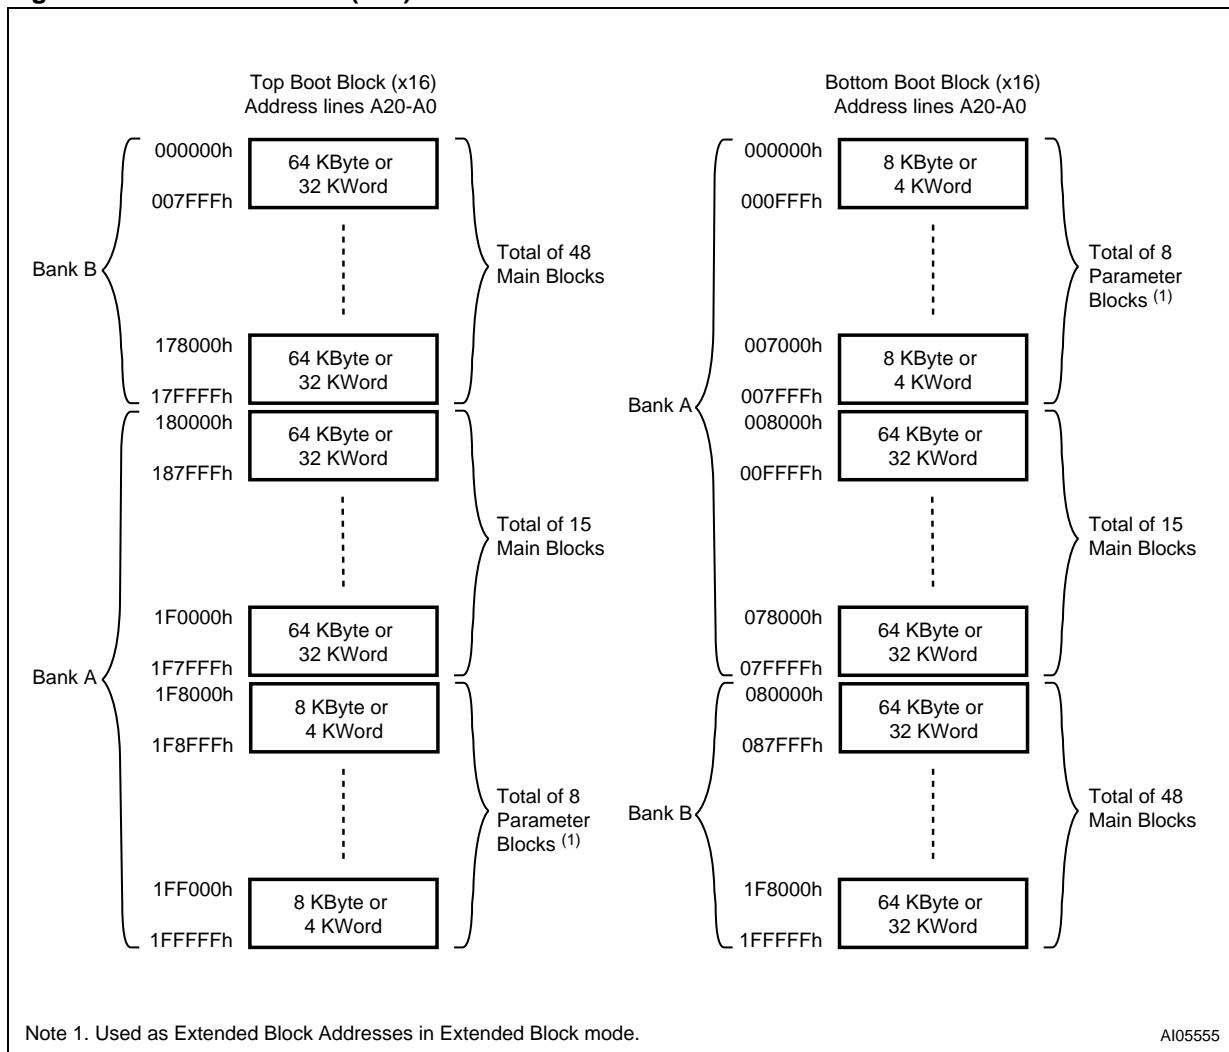 Top Boot Block (x16)
Address lines A20-A0
000000h
64 KByte or
32 KWord
007FFFh
Bank B
Total of 48
Main Blocks
178000h
64 KByte or
32 KWord
17FFFFh
180000h
64 KByte or
32 KWord
187FFFh
Total of 15
Main Blocks
1F0000h
64 KByte or
32 KWord
1F7FFFh
Bank A
1F8000h
8 KByte or
4 KWord
1F8FFFh
Total of 8
Parameter
Blocks (1)
1FF000h
8 KByte or
4 KWord
1FFFFFh
Bottom Boot Block (x16)
Address lines A20-A0
000000h
8 KByte or
4 KWord
000FFFh
Total of 8
Parameter
Blocks (1)
007000h
8 KByte or
4 KWord
007FFFh
Bank A
008000h
64 KByte or
32 KWord
00FFFFh
Total of 15
Main Blocks
078000h
64 KByte or
32 KWord
07FFFFh
080000h
64 KByte or
32 KWord
087FFFh
Bank B
Total of 48
Main Blocks
1F8000h
64 KByte or
32 KWord
1FFFFFh
Note 1. Used as Extended Block Addresses in Extended Block mode.
AI05555